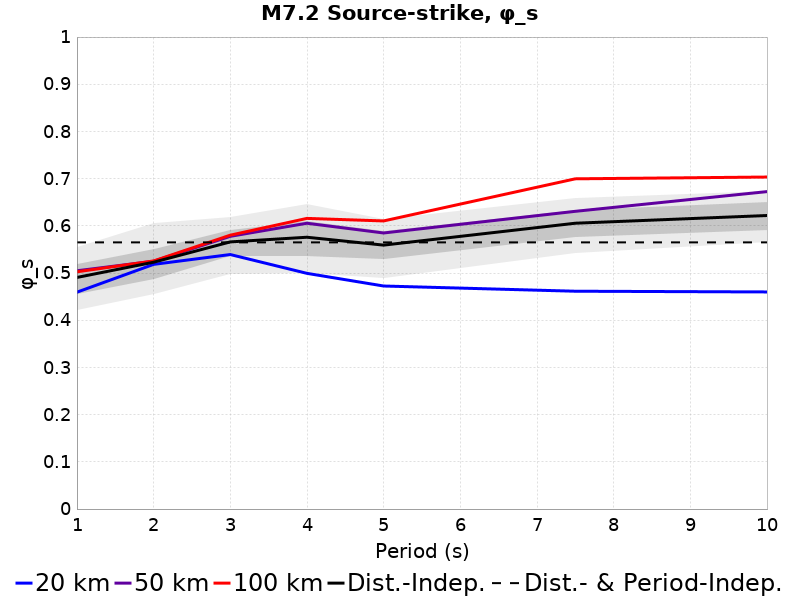 M7.2 Source-strike, φ_s
1
0.9
0.8
0.7
0.6
0.5
0.4
0.3
0.2
0.1
0
φ_s
1 2 3 4 5 6 7 8 9 10
Period (s)
20 km 50 km 100 km Dist.-Indep. Dist.- & Period-Indep.